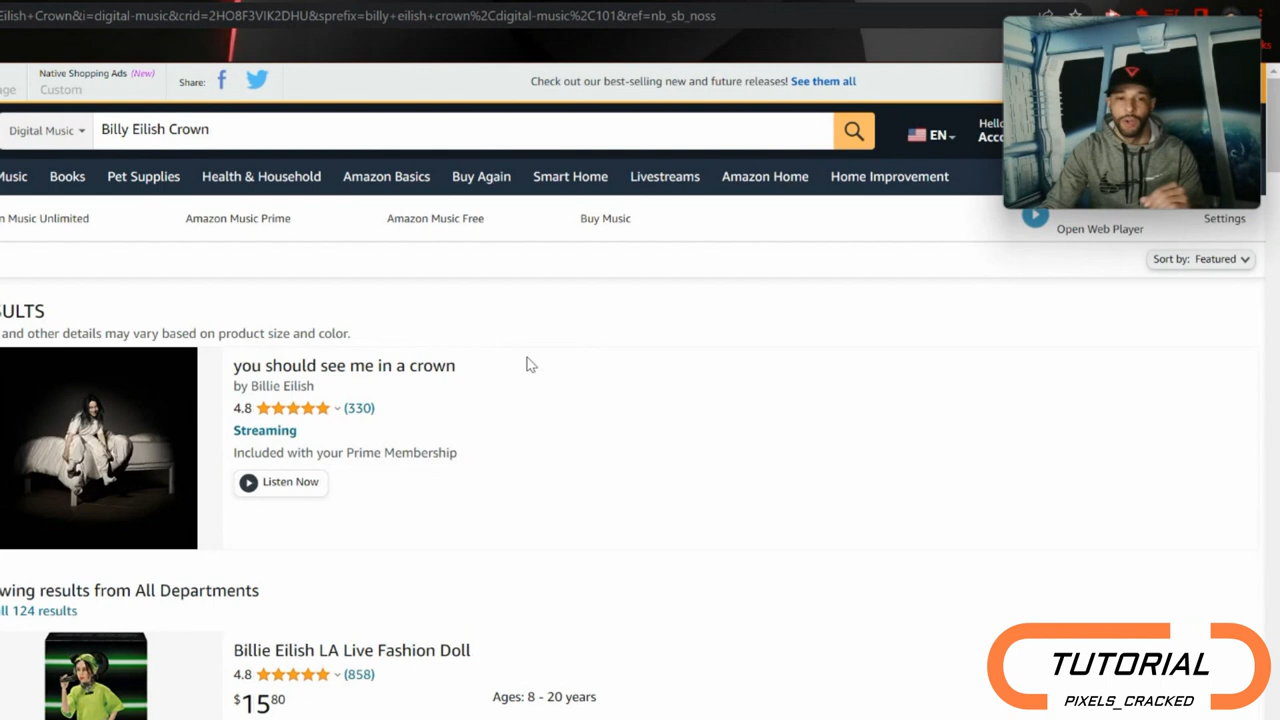 Eilish+Crown&i=digital-music&crid=2HO8F3VIK2DHU&sprefix=billy+eilish+crown%2Cdigital-music%2C101&ref=nb_sb_noss
Native Shopping Ads (New)
Custom
Share:
Check out our best-selling new and future releases! See them all
Digital Music
Billy Eilish Crown
EN
Hello
Acco
Music Books Pet Supplies Health & Household Amazon Basics Buy Again Smart Home Livestreams Amazon Home Home Improvement
n Music Unlimited Amazon Music Prime Amazon Music Free Buy Music
Open Web Player
Settings
Sort by: Featured
SULTS
and other details may vary based on product size and color.
you should see me in a crown
by Billie Eilish
4.8 (330)
Streaming
Included with your Prime Membership
Listen Now
wing results from All Departments
all 124 results
Billie Eilish LA Live Fashion Doll
4.8 (858)
$15 80
Ages: 8 - 20 years
TUTORIAL
PIXELS_CRACKED